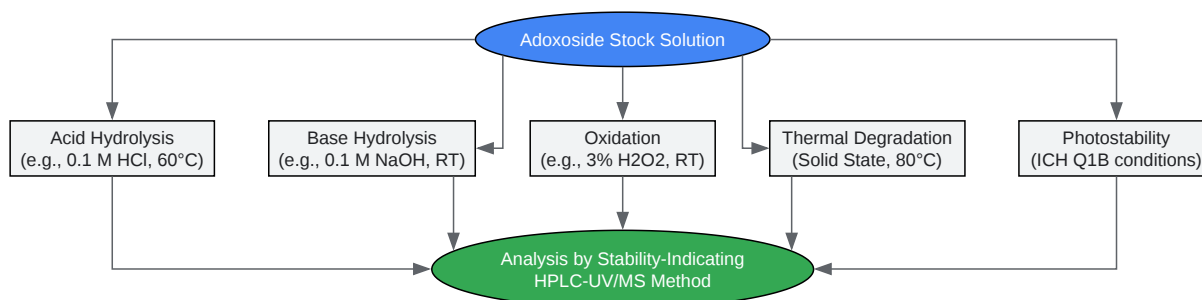 Adoxoside Stock Solution
Acid Hydrolysis
(e.g., 0.1 M HCl, 60°C)
Base Hydrolysis
(e.g., 0.1 M NaOH, RT)
Oxidation
(e.g., 3% H2O2, RT)
Thermal Degradation
(Solid State, 80°C)
Photostability
(ICH Q1B conditions)
Analysis by Stability-Indicating
HPLC-UV/MS Method